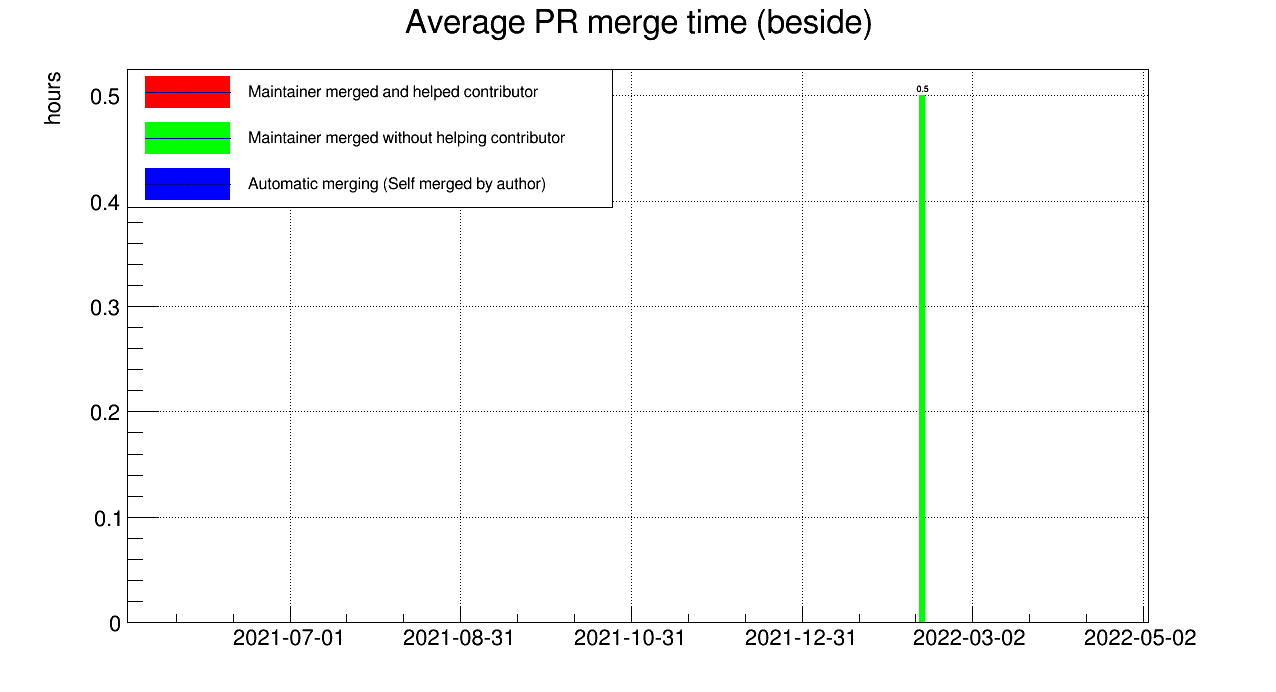 Average PR merge time (beside)
hours
Maintainer merged and helped contributor
Maintainer merged without helping contributor
Automatic merging (Self merged by author)
0.5
0.5
0.4
0.3
0.2
0.1
0
2021-07-01 2021-08-31 2021-10-31 2021-12-31 2022-03-02 2022-05-02